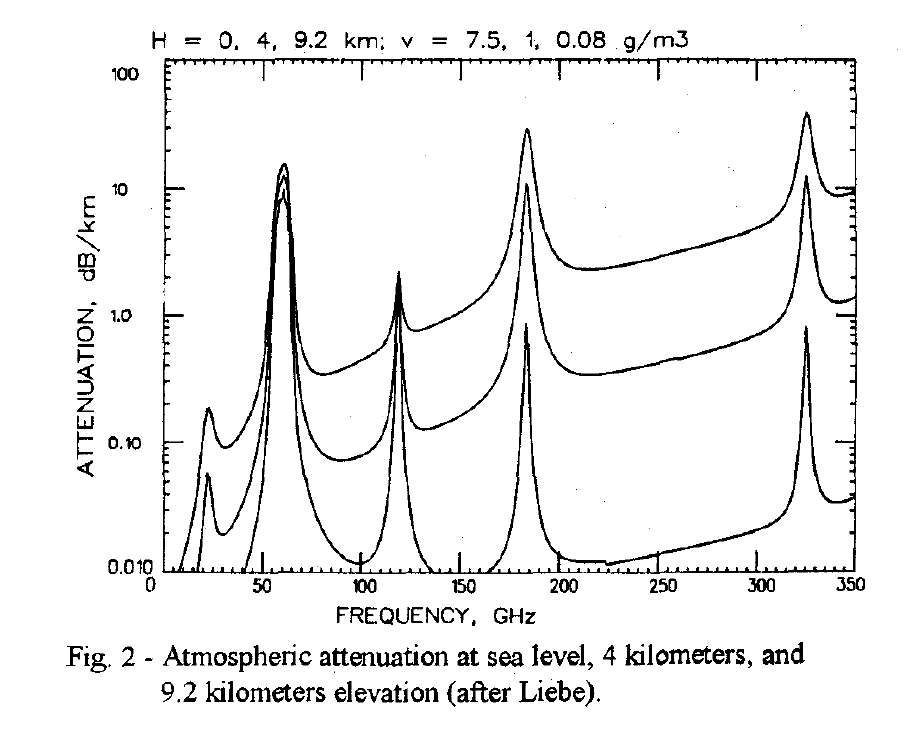 H = 0, 4, 9.2 km; v = 7.5, 1, 0.08 g/m3
100
10
1.0
0.10
0.010
ATTENUATION, dB/km
0 50 100 150 200 250 300 350
FREQUENCY, GHz
Fig. 2 - Atmospheric attenuation at sea level, 4 kilometers, and
9.2 kilometers elevation (after Liebe).